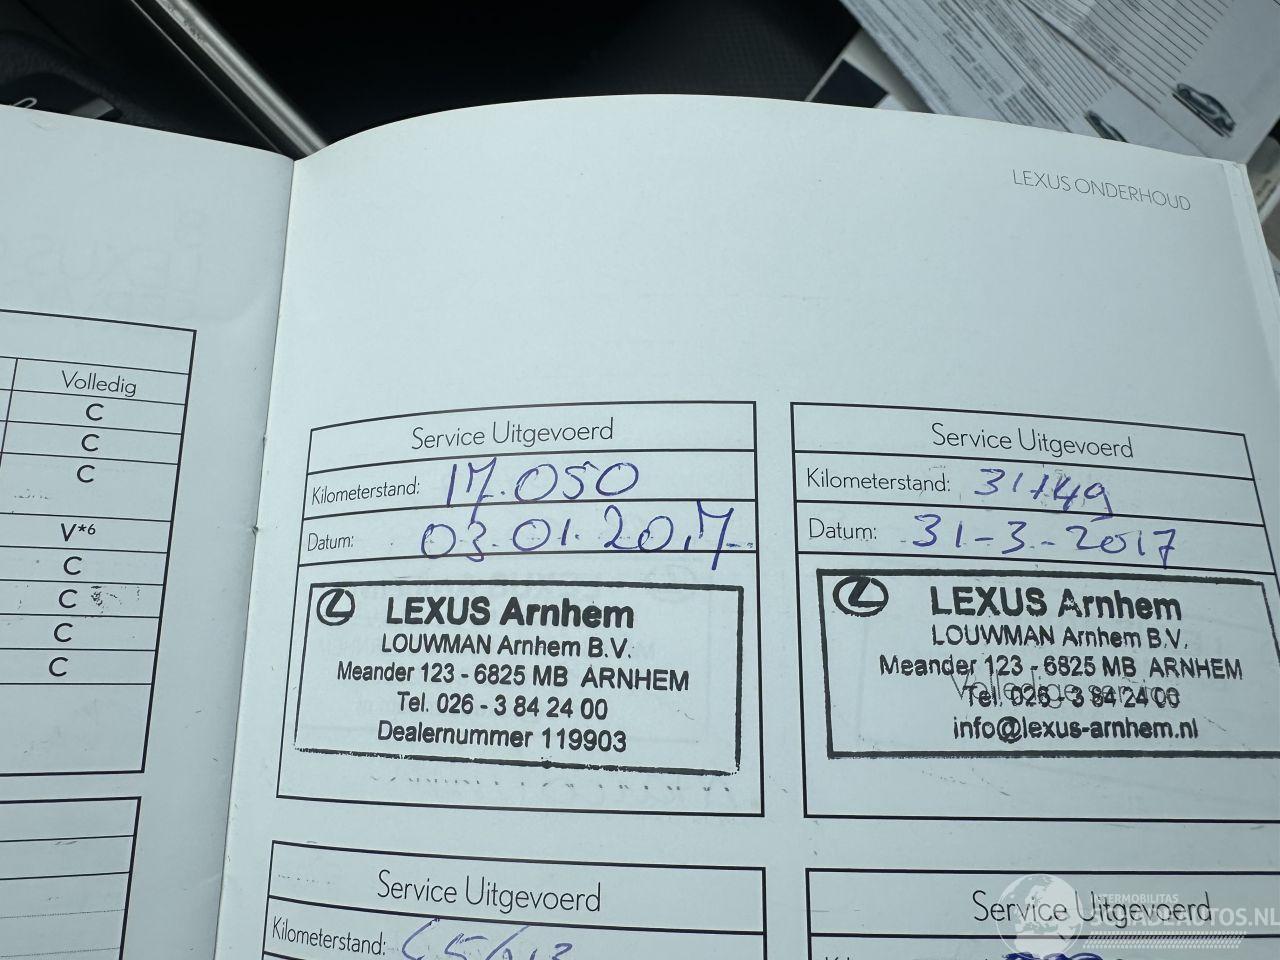 LEXUS ONDERHOUD
Volledig
C
C
C
V*6
C
C
C
C
Service Uitgevoerd
Kilometerstand: 17.050
Datum: 03.01.2017
LEXUS Arnhem
LOUWMAN Arnhem B.V.
Meander 123 - 6825 MB ARNHEM
Tel. 026 - 3 84 24 00
Dealernummer 119903
Service Uitgevoerd
Kilometerstand: 31149
Datum: 31-3-2017
LEXUS Arnhem
LOUWMAN Arnhem B.V.
Meander 123 - 6825 MB ARNHEM
Tel. 026 - 3 84 24 00
info@lexus-arnhem.nl
Service Uitgevoerd
Kilometerstand:
Service Uitgevoerd
INTERMOBILITAS
SCHADEAUTOS.NL